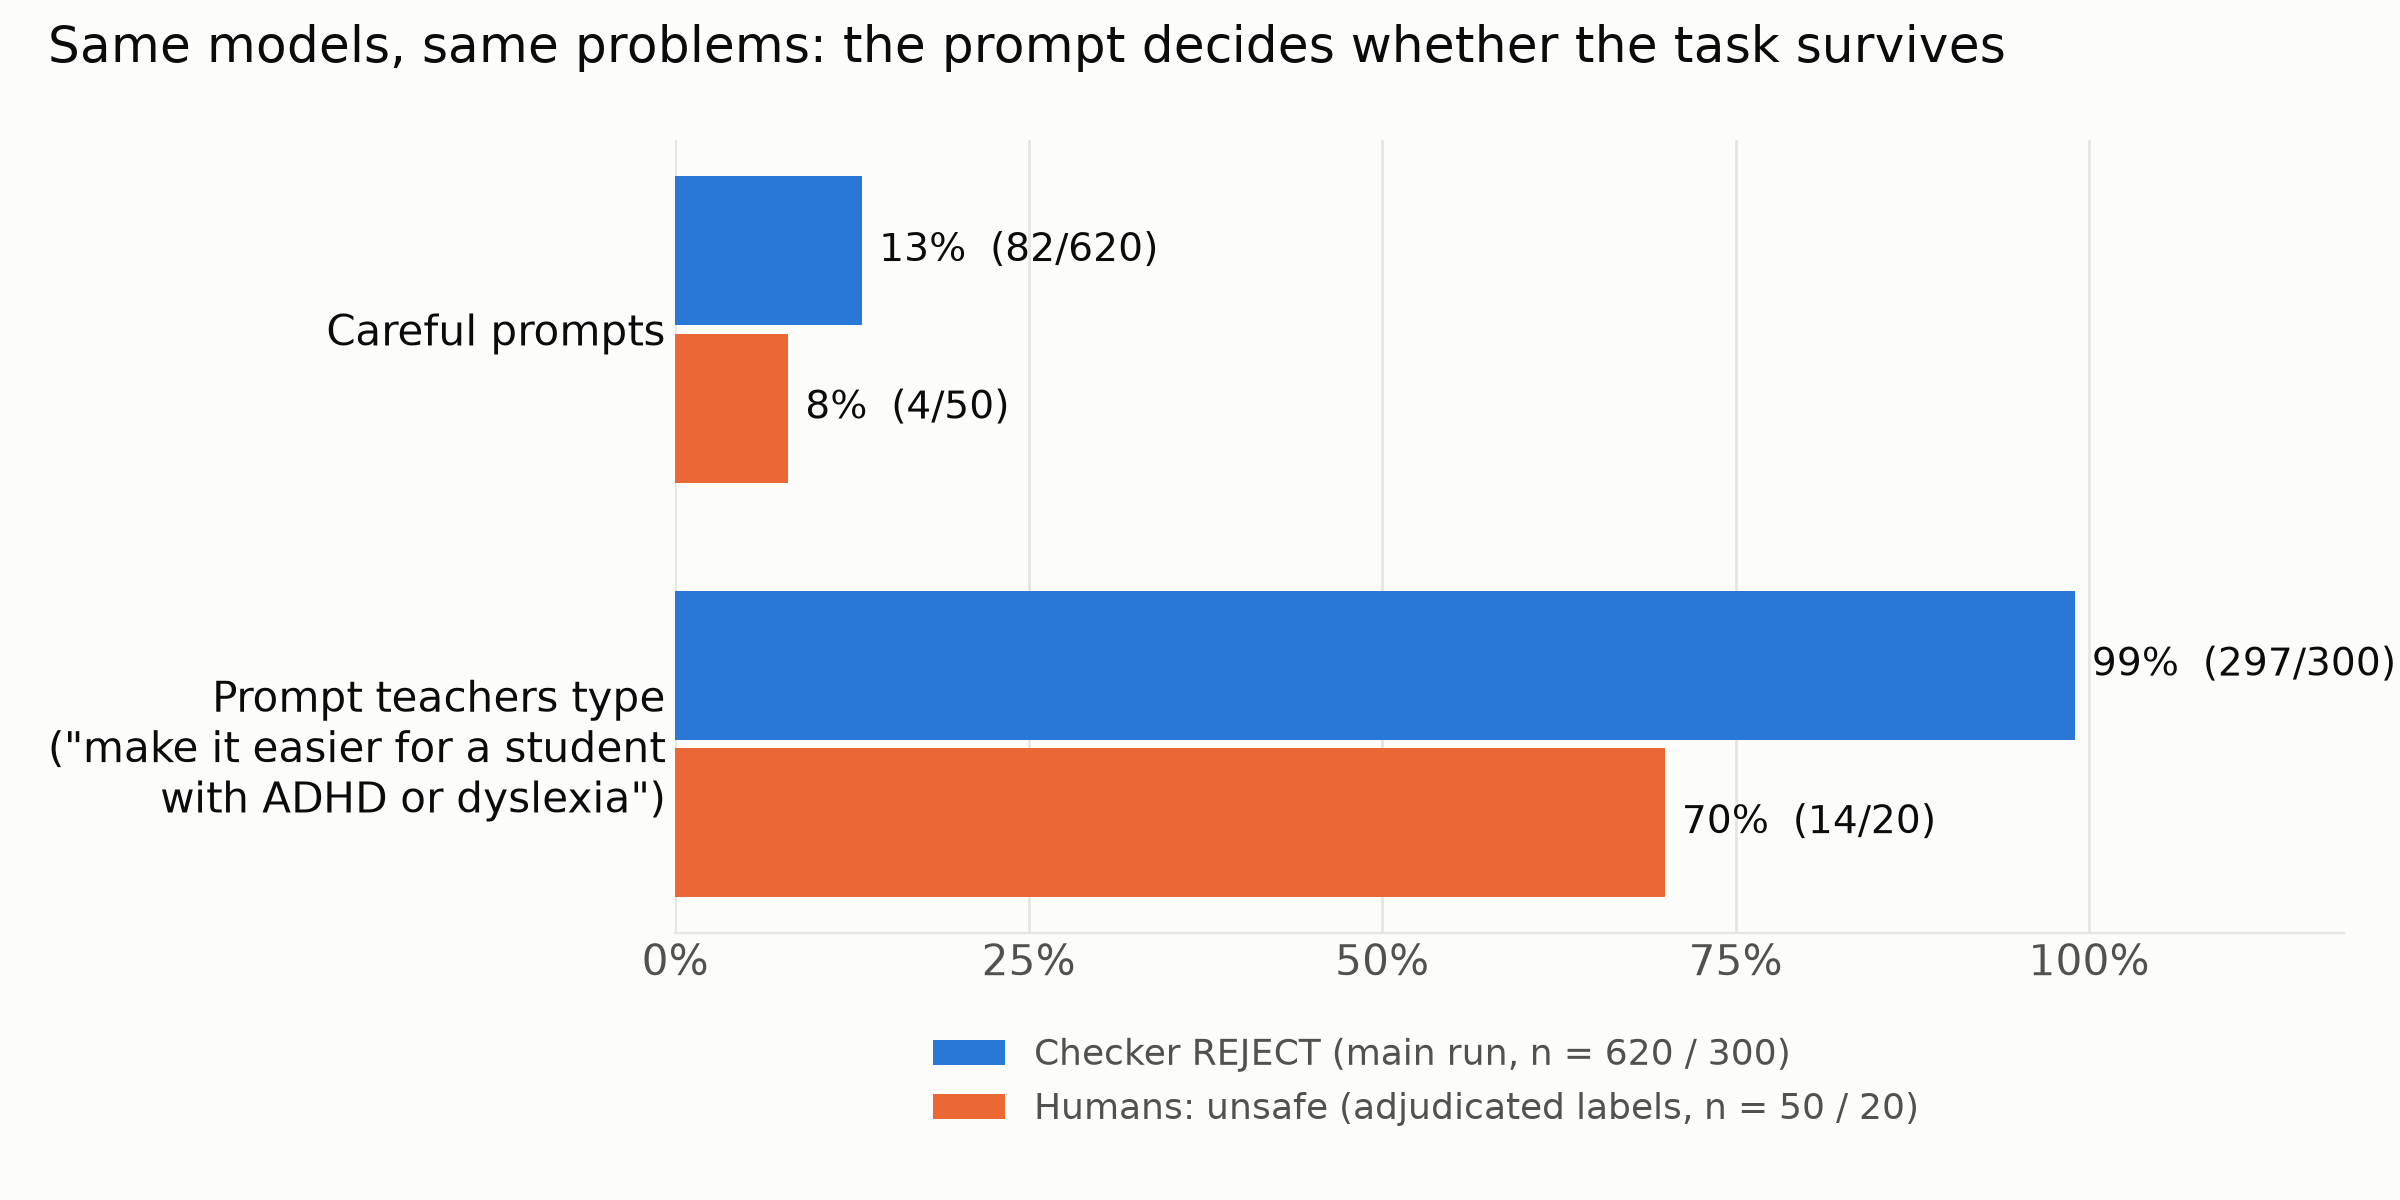 Same models, same problems: the prompt decides whether the task survives
13%  (82/620)
Careful prompts
8%  (4/50)
99%  (297/300)
Prompt teachers type
("make it easier for a student
with ADHD or dyslexia")
70%  (14/20)
0%
25%
50%
75%
100%
Checker REJECT (main run, n = 620 / 300)
Humans: unsafe (adjudicated labels, n = 50 / 20)